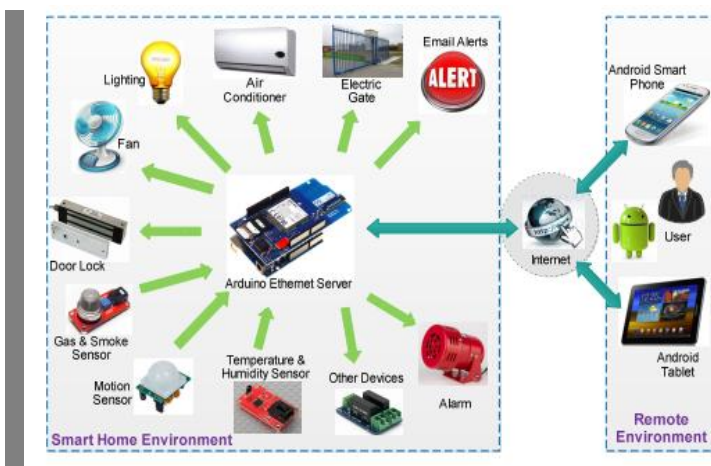 Email Alerts
Lighting
Air
Conditioner
Electric
Gate
ALERT
Android Smart
Phone
Fan
User
Internet
Door Lock
Arduino Ethernet Server
Gas & Smoke
Sensor
Temperature &
Humidity Sensor
Other Devices
Motion
Sensor
Alarm
Android
Tablet
Smart Home Environment
Remote
Environment